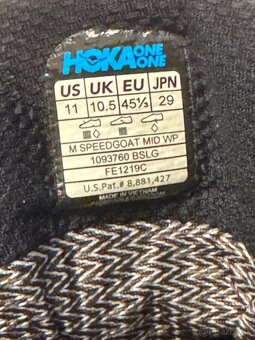 HOKA ONE ONE
US UK EU JPN
11 10.5 45⅓ 29
M SPEEDGOAT MID WP
1093760 BSLG
FE1219C
U.S.Pat.# 8,881,427
MADE IN VIETNAM